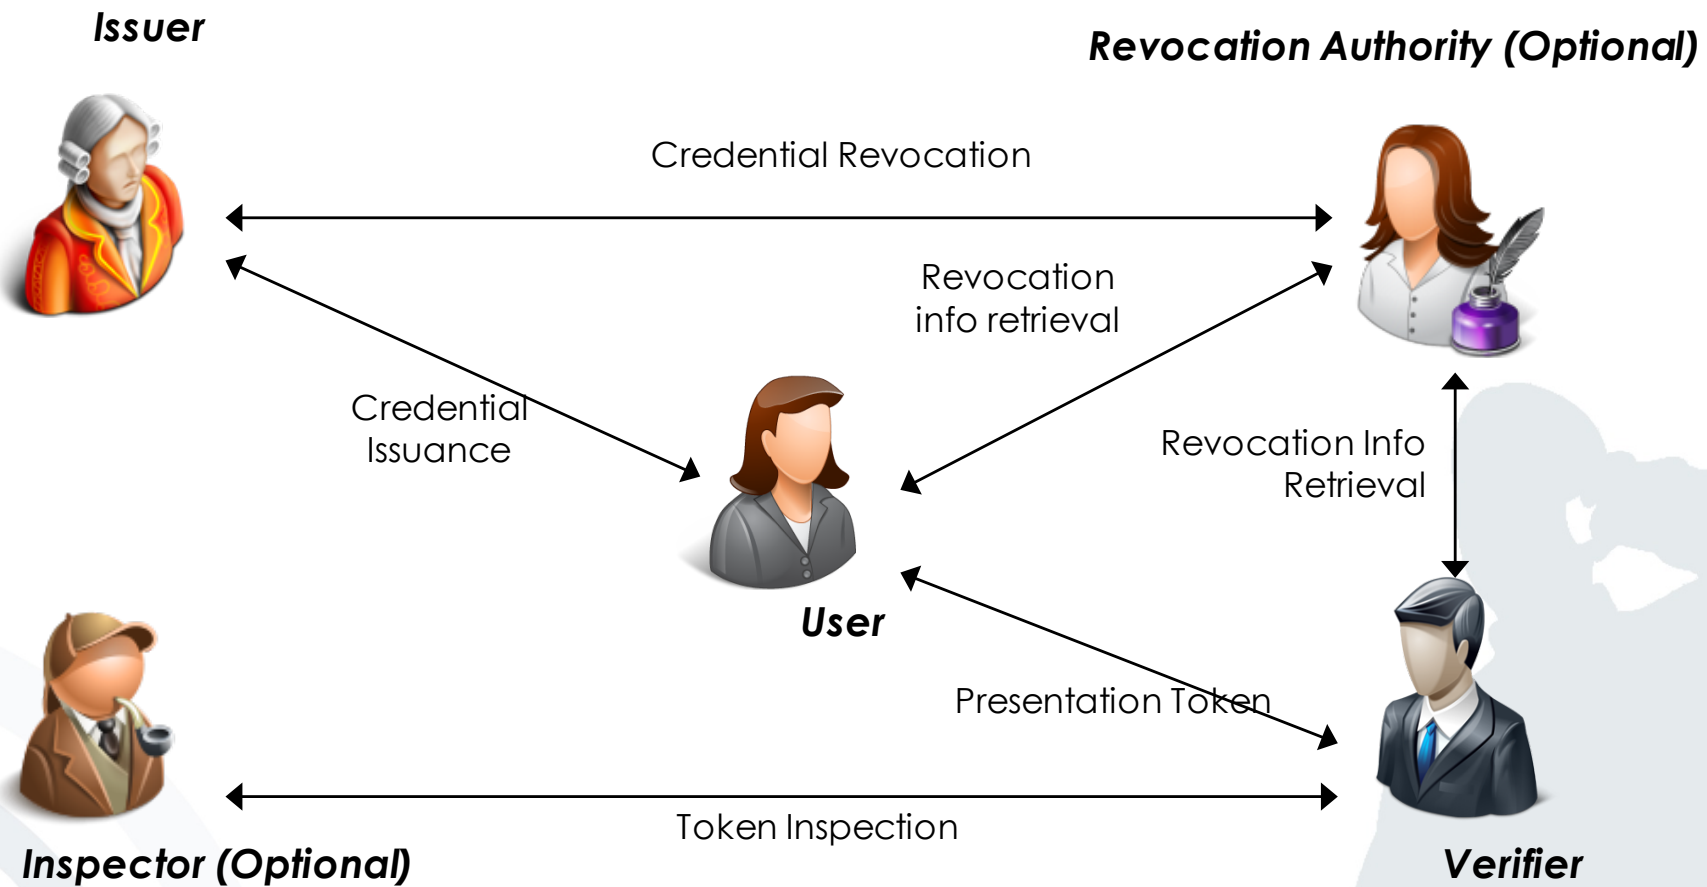 Issuer
Revocation Authority (Optional)
Credential Revocation
Revocation
info retrieval
Credential
Issuance
Revocation Info
Retrieval
User
Presentation Token
Token Inspection
Inspector (Optional)
Verifier